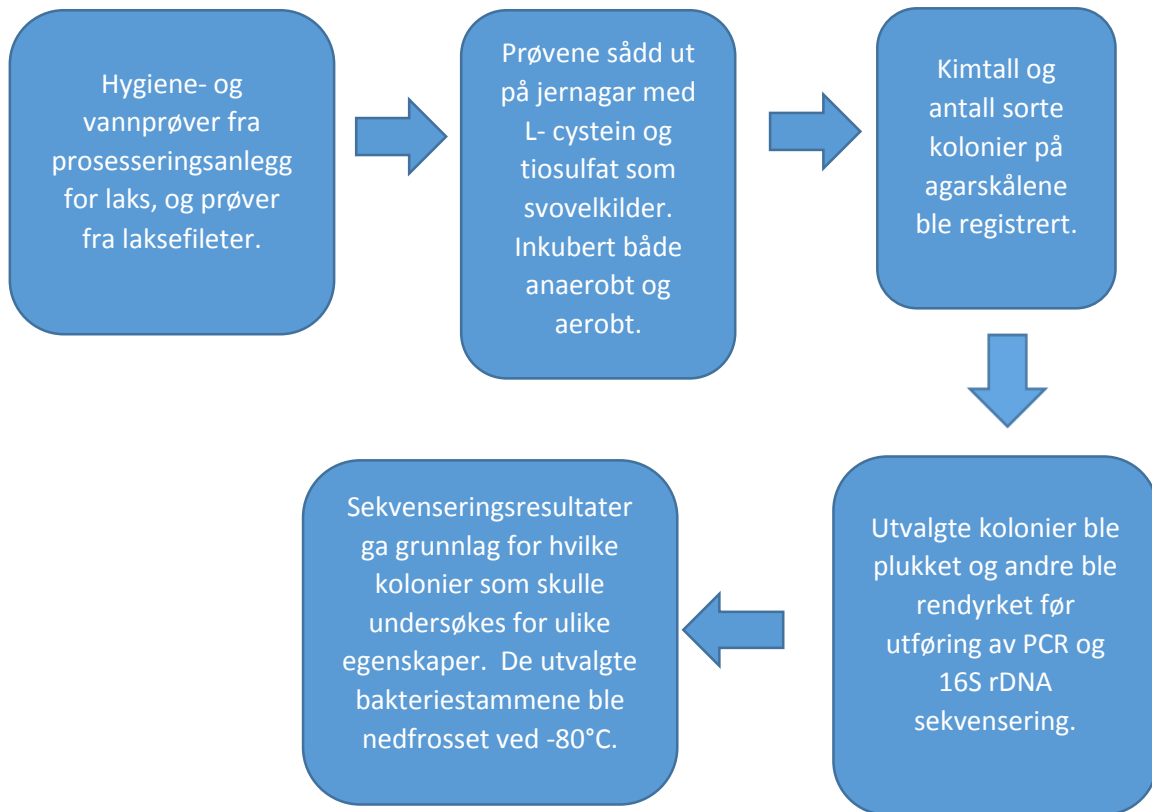 Hygiene- og
vannprøver fra
prosesseringsanlegg
for laks, og prøver
fra laksefileter.
Prøvene sådd ut
på jernagar med
L- cystein og
tiosulfat som
svovelkilder.
Inkubert både
anaerobt og
aerobt.
Kimtall og
antall sorte
kolonier på
agarskålene
ble registrert.
Utvalgte kolonier ble
plukket og andre ble
rendyrket før
utføring av PCR og
16S rDNA
sekvensering.
Sekvenseringsresultater
ga grunnlag for hvilke
kolonier som skulle
undersøkes for ulike
egenskaper.  De utvalgte
bakteriestammene ble
nedfrosset ved -80°C.